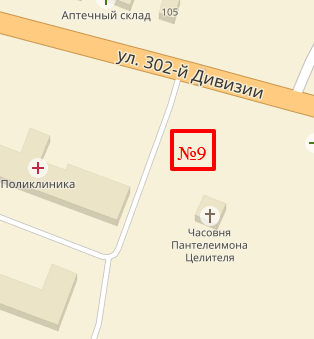 Аптечный склад
105
ул. 302-й Дивизии
№9
Поликлиника
Часовня
Пантелеимона
Целителя